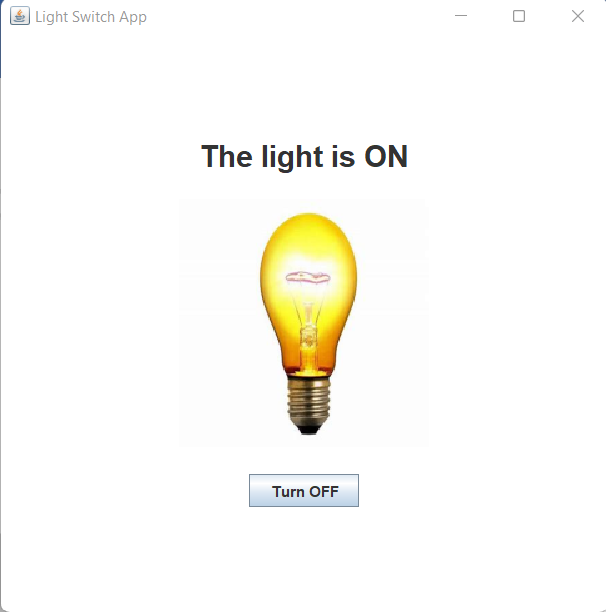 Light Switch App
The light is ON
Turn OFF